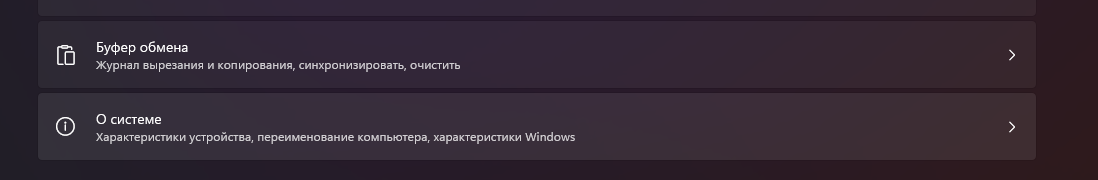 Буфер обмена
Журнал вырезания и копирования, синхронизировать, очистить
О системе
Характеристики устройства, переименование компьютера, характеристики Windows